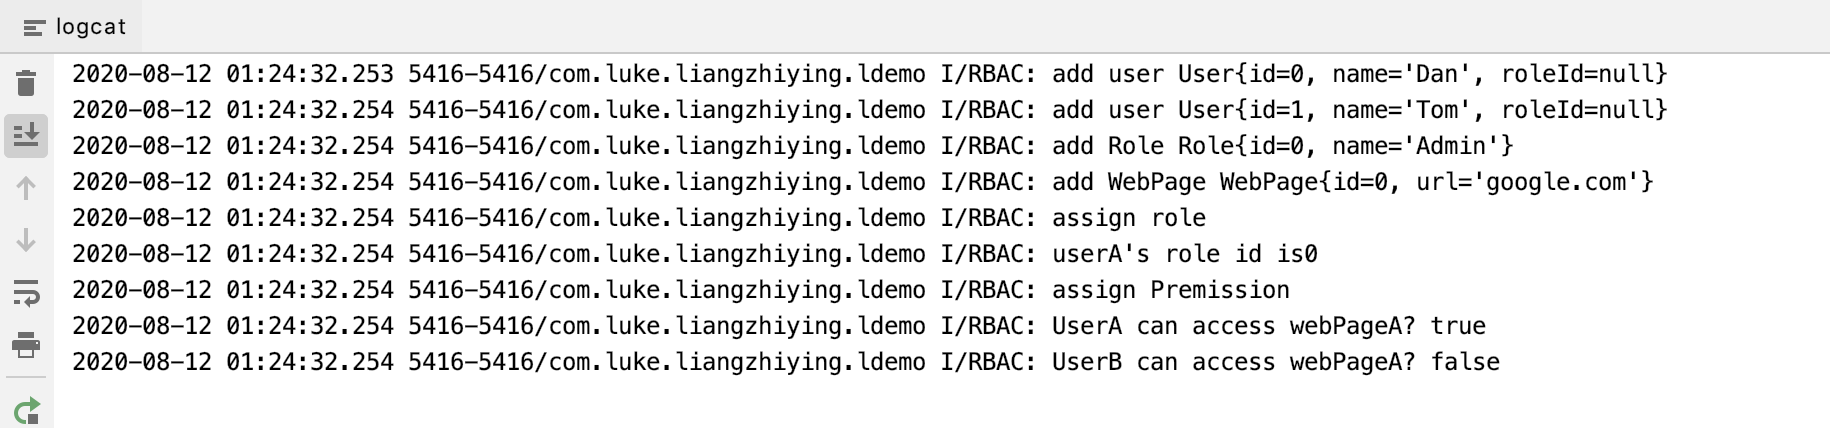 logcat
2020-08-12 01:24:32.253 5416-5416/com.luke.liangzhiying.ldemo I/RBAC: add user User{id=0, name='Dan', roleId=null}
2020-08-12 01:24:32.254 5416-5416/com.luke.liangzhiying.ldemo I/RBAC: add user User{id=1, name='Tom', roleId=null}
2020-08-12 01:24:32.254 5416-5416/com.luke.liangzhiying.ldemo I/RBAC: add Role Role{id=0, name='Admin'}
2020-08-12 01:24:32.254 5416-5416/com.luke.liangzhiying.ldemo I/RBAC: add WebPage WebPage{id=0, url='google.com'}
2020-08-12 01:24:32.254 5416-5416/com.luke.liangzhiying.ldemo I/RBAC: assign role
2020-08-12 01:24:32.254 5416-5416/com.luke.liangzhiying.ldemo I/RBAC: userA's role id is0
2020-08-12 01:24:32.254 5416-5416/com.luke.liangzhiying.ldemo I/RBAC: assign Premission
2020-08-12 01:24:32.254 5416-5416/com.luke.liangzhiying.ldemo I/RBAC: UserA can access webPageA? true
2020-08-12 01:24:32.254 5416-5416/com.luke.liangzhiying.ldemo I/RBAC: UserB can access webPageA? false